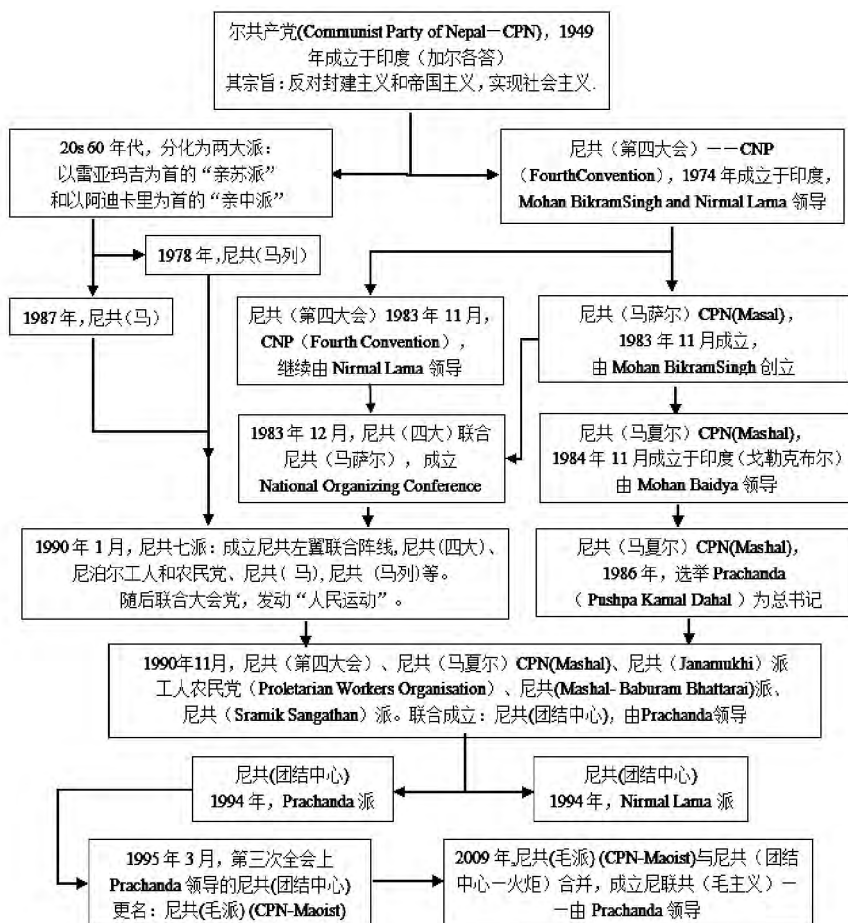 尔共产党(Communist Party of Nepal—CPN)，1949
年成立于印度（加尔各答）
其宗旨：反对封建主义和帝国主义，实现社会主义.
20s 60 年代，分化为两大派：
以雷亚玛吉为首的“亲苏派”
和以阿迪卡里为首的“亲中派”
尼共（第四大会）——CNP
（FourthConvention），1974 年成立于印度，
Mohan BikramSingh and Nirmal Lama 领导
1978 年，尼共(马列)
1987 年，尼共(马)
尼共（第四大会）1983 年 11 月，
CNP（Fourth Convention），
继续由 Nirmal Lama 领导
尼共（马萨尔）CPN(Masal)，
1983 年 11 月成立，
由 Mohan BikramSingh 创立
1983 年 12 月，尼共（四大）联合
尼共（马萨尔），成立
National Organizing Conference
尼共（马夏尔）CPN(Mashal)，
1984 年 11 月成立于印度（戈勒克布尔）
由 Mohan Baidya 领导
1990 年 1 月，尼共七派：成立尼共左翼联合阵线,尼共(四大)、
尼泊尔工人和农民党、尼共( 马),尼共 (马列)等。
随后联合大会党，发动“人民运动”。
尼共（马夏尔）CPN(Mashal)，
1986 年，选举 Prachanda
（ Pushpa Kamal Dahal ）为总书记
1990年11月，尼共（第四大会）、尼共（马夏尔）CPN(Mashal)、尼共（Janamukhi）派
工人农民党（Proletarian Workers Organisation）、尼共(Mashal- Baburam Bhattarai)派、
尼共（Sramik Sangathan）派。联合成立：尼共(团结中心)，由Prachanda领导
尼共(团结中心)
1994 年，Prachanda 派
尼共(团结中心)
1994 年，Nirmal Lama 派
1995 年 3 月，第三次全会上
Prachanda 领导的尼共(团结中心)
更名：尼共(毛派) (CPN-Maoist)
2009 年,尼共(毛派) (CPN-Maoist)与尼共（团结
中心—火炬）合并，成立尼联共（毛主义）—
—由 Prachanda 领导